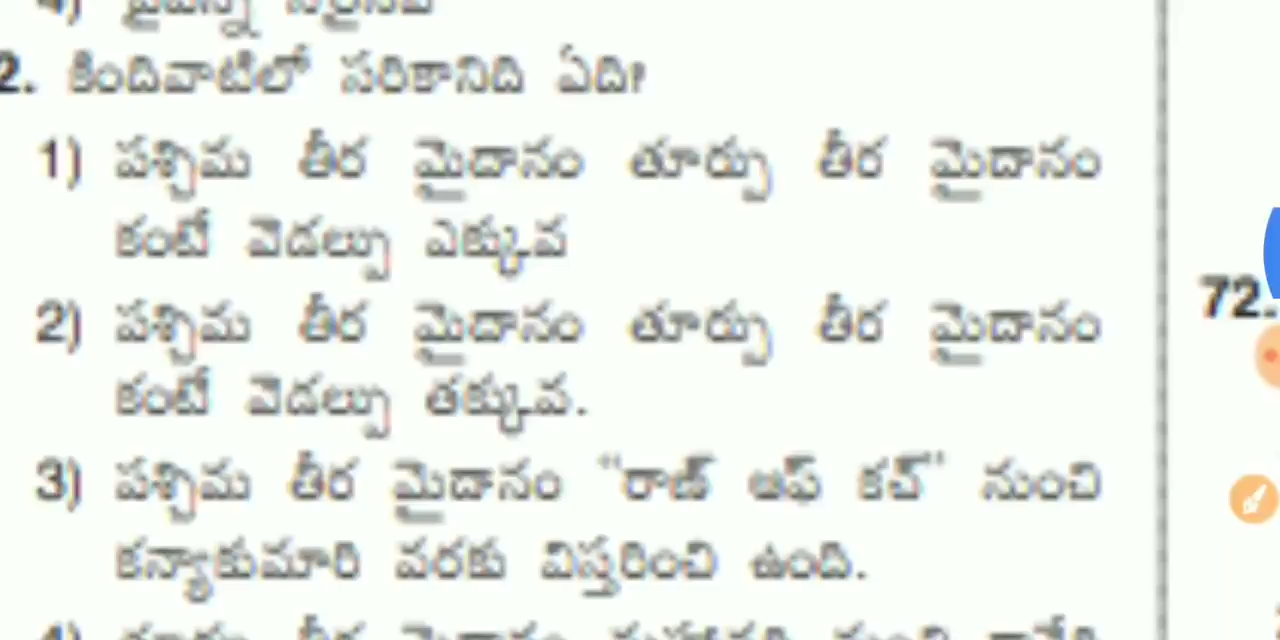 2. కిందివాటిలో సరికానిది ఏది?
1) పశ్చిమ తీర మైదానం తూర్పు తీర మైదానం
కంటే వెడల్పు ఎక్కువ
2) పశ్చిమ తీర మైదానం తూర్పు తీర మైదానం
కంటే వెడల్పు తక్కువ.
3) పశ్చిమ తీర మైదానం "రాణ్ ఆఫ్ కచ్" నుంచి
కన్యాకుమారి వరకు విస్తరించి ఉంది.
72.